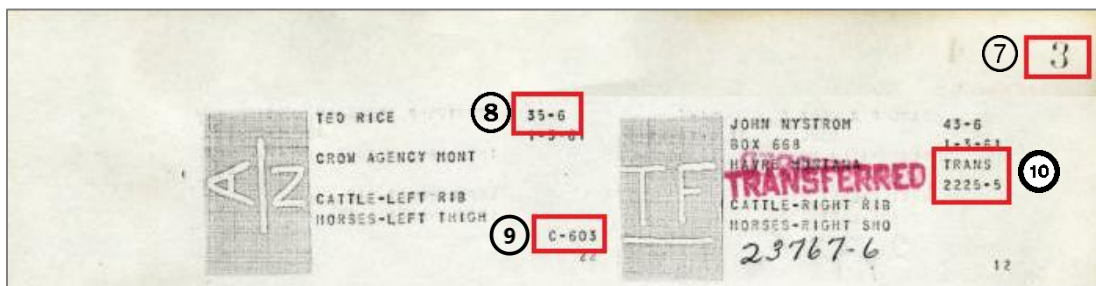 7 3
TED RICE 8 35-6
1-3-61
CROW AGENCY MONT
CATTLE-LEFT RIB
HORSES-LEFT THIGH
9 C-603
22
JOHN NYSTROM 43-6
BOX 668 1-3-61
HAVRE MONTANA TRANS 10
TRANSFERRED 2225-5
CATTLE-RIGHT RIB
HORSES-RIGHT SHO
23767-6
12
A N
TF